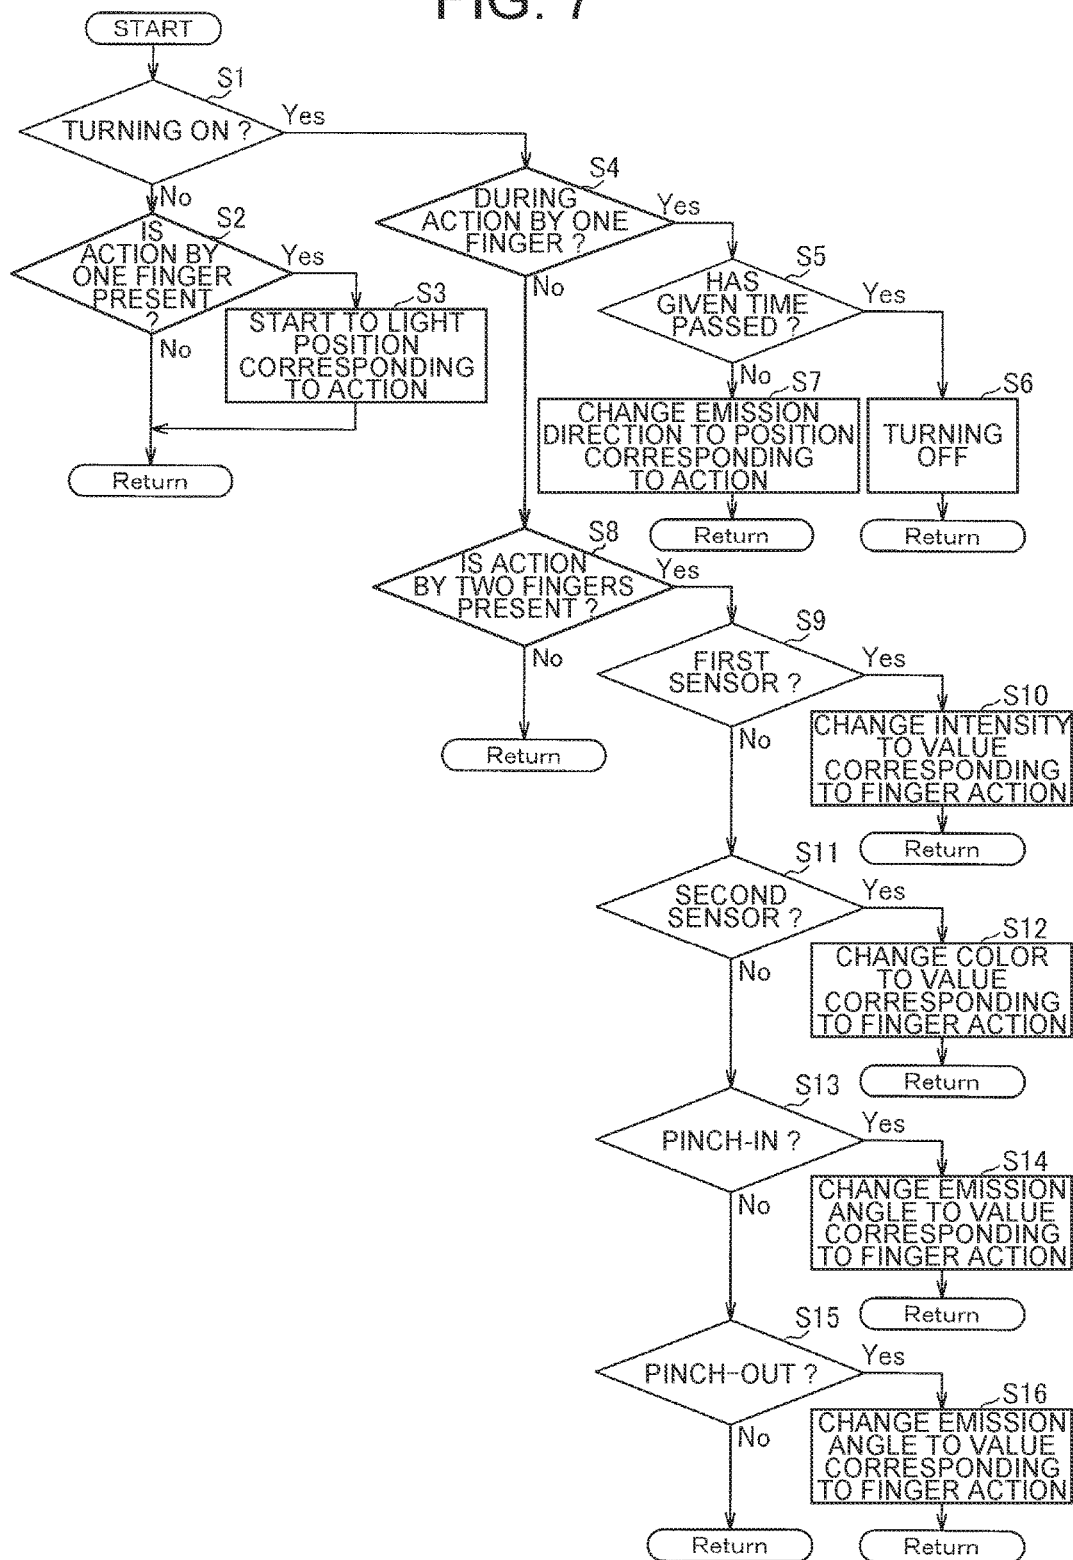 FIG. 7
START
S1
TURNING ON ?
Yes
No
S2
IS
ACTION BY
ONE FINGER
PRESENT
?
Yes
No
S3
START TO LIGHT
POSITION
CORRESPONDING
TO ACTION
Return
S4
DURING
ACTION BY ONE
FINGER ?
Yes
No
S5
HAS
GIVEN TIME
PASSED ?
Yes
No
S7
CHANGE EMISSION
DIRECTION TO POSITION
CORRESPONDING
TO ACTION
Return
S6
TURNING
OFF
Return
S8
IS ACTION
BY TWO FINGERS
PRESENT ?
Yes
No
Return
S9
FIRST
SENSOR ?
Yes
No
S10
CHANGE INTENSITY
TO VALUE
CORRESPONDING
TO FINGER ACTION
Return
S11
SECOND
SENSOR ?
Yes
No
S12
CHANGE COLOR
TO VALUE
CORRESPONDING
TO FINGER ACTION
Return
S13
PINCH-IN ?
Yes
No
S14
CHANGE EMISSION
ANGLE TO VALUE
CORRESPONDING
TO FINGER ACTION
Return
S15
PINCH-OUT ?
Yes
No
S16
CHANGE EMISSION
ANGLE TO VALUE
CORRESPONDING
TO FINGER ACTION
Return
Return